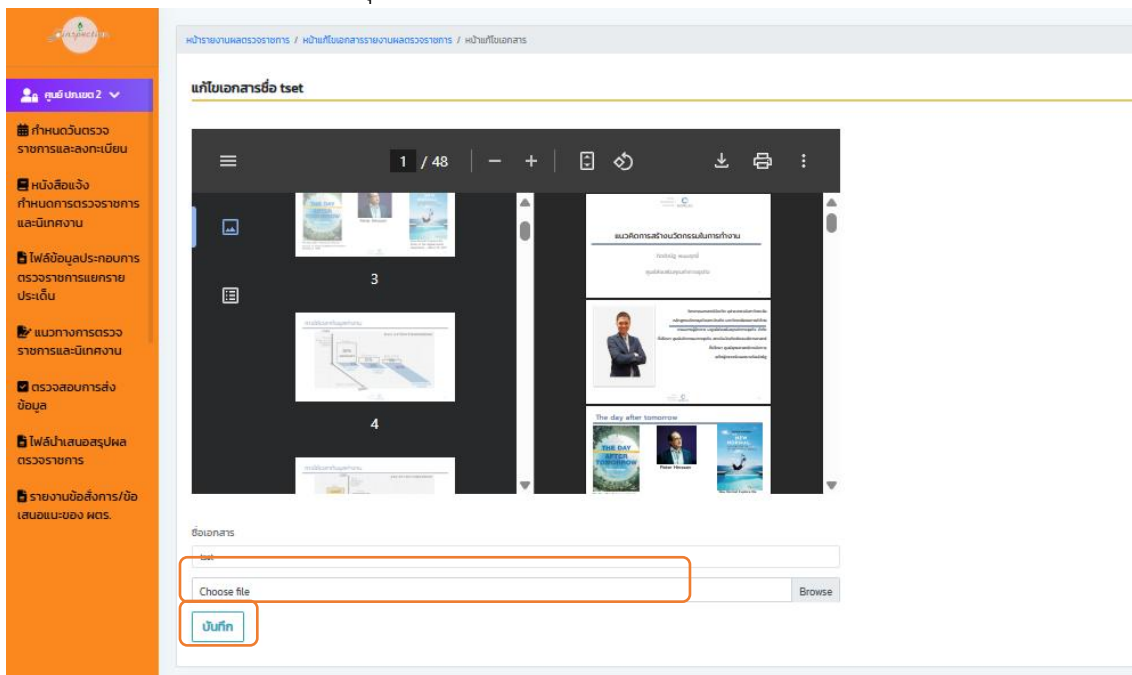 inspection
ศูนย์ ปถ.เขต 2
กำหนดวันตรวจ
ราชการและลงทะเบียน
หนังสือแจ้ง
กำหนดการตรวจราชการ
และนิเทศงาน
ไฟล์ข้อมูลประกอบการ
ตรวจราชการแยกราย
ประเด็น
แนวทางการตรวจ
ราชการและนิเทศงาน
ตรวจสอบการส่ง
ข้อมูล
ไฟล์นำเสนอสรุปผล
ตรวจราชการ
รายงานข้อสั่งการ/ข้อ
เสนอแนะของ ผตร.
หน้ารายงานผลตรวจราชการ / หน้าแก้ไขเอกสารรายงานผลตรวจราชการ / หน้าแก้ไขเอกสาร
แก้ไขเอกสารชื่อ tset
1 / 48
3
4
แนวคิดการสร้างนวัตกรรมในการทำงาน
The day after tomorrow
THE DAY
AFTER
TOMORROW
Peter Hinssen
NEW
NORMAL
ชื่อเอกสาร
tset
Choose file
Browse
บันทึก